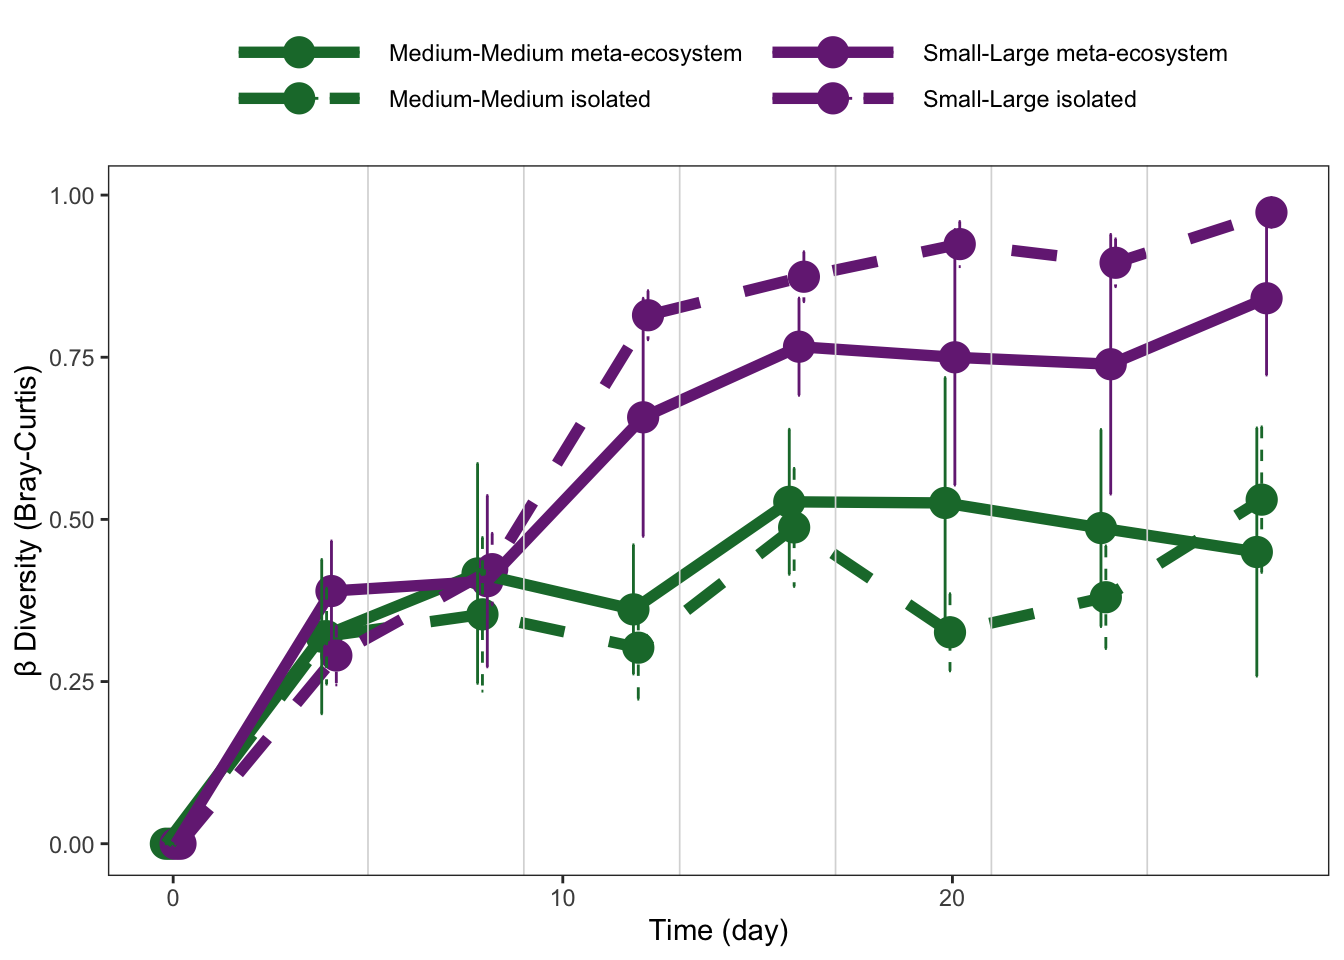 Medium-Medium meta-ecosystem
Small-Large meta-ecosystem
Medium-Medium isolated
Small-Large isolated
β Diversity (Bray-Curtis)
1.00
0.75
0.50
0.25
0.00
0
10
20
Time (day)